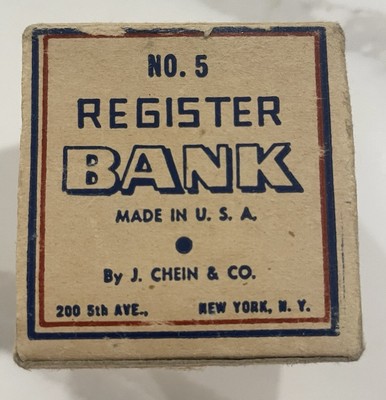 NO. 5
REGISTER
BANK
MADE IN U. S. A.
By J. CHEIN & CO.
200 5th AVE., NEW YORK, N. Y.